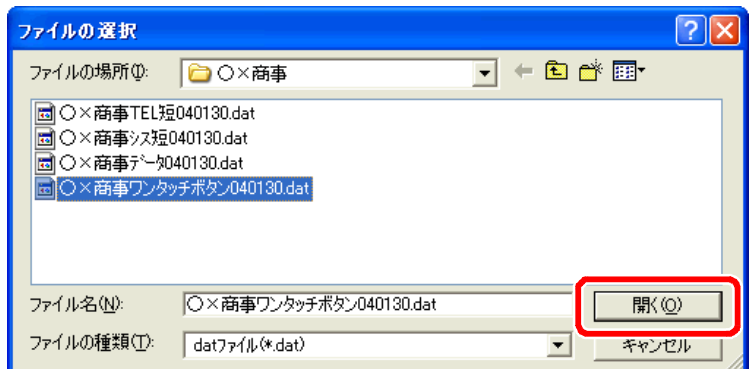 ファイルの選択
ファイルの場所(I):
○×商事
○×商事TEL短040130.dat
○×商事ｼｽ短040130.dat
○×商事ﾃﾞｰﾀ040130.dat
○×商事ワンタッチボタン040130.dat
ファイル名(N):
○×商事ワンタッチボタン040130.dat
開く(O)
ファイルの種類(T):
datﾌｧｲﾙ(*.dat)
キャンセル